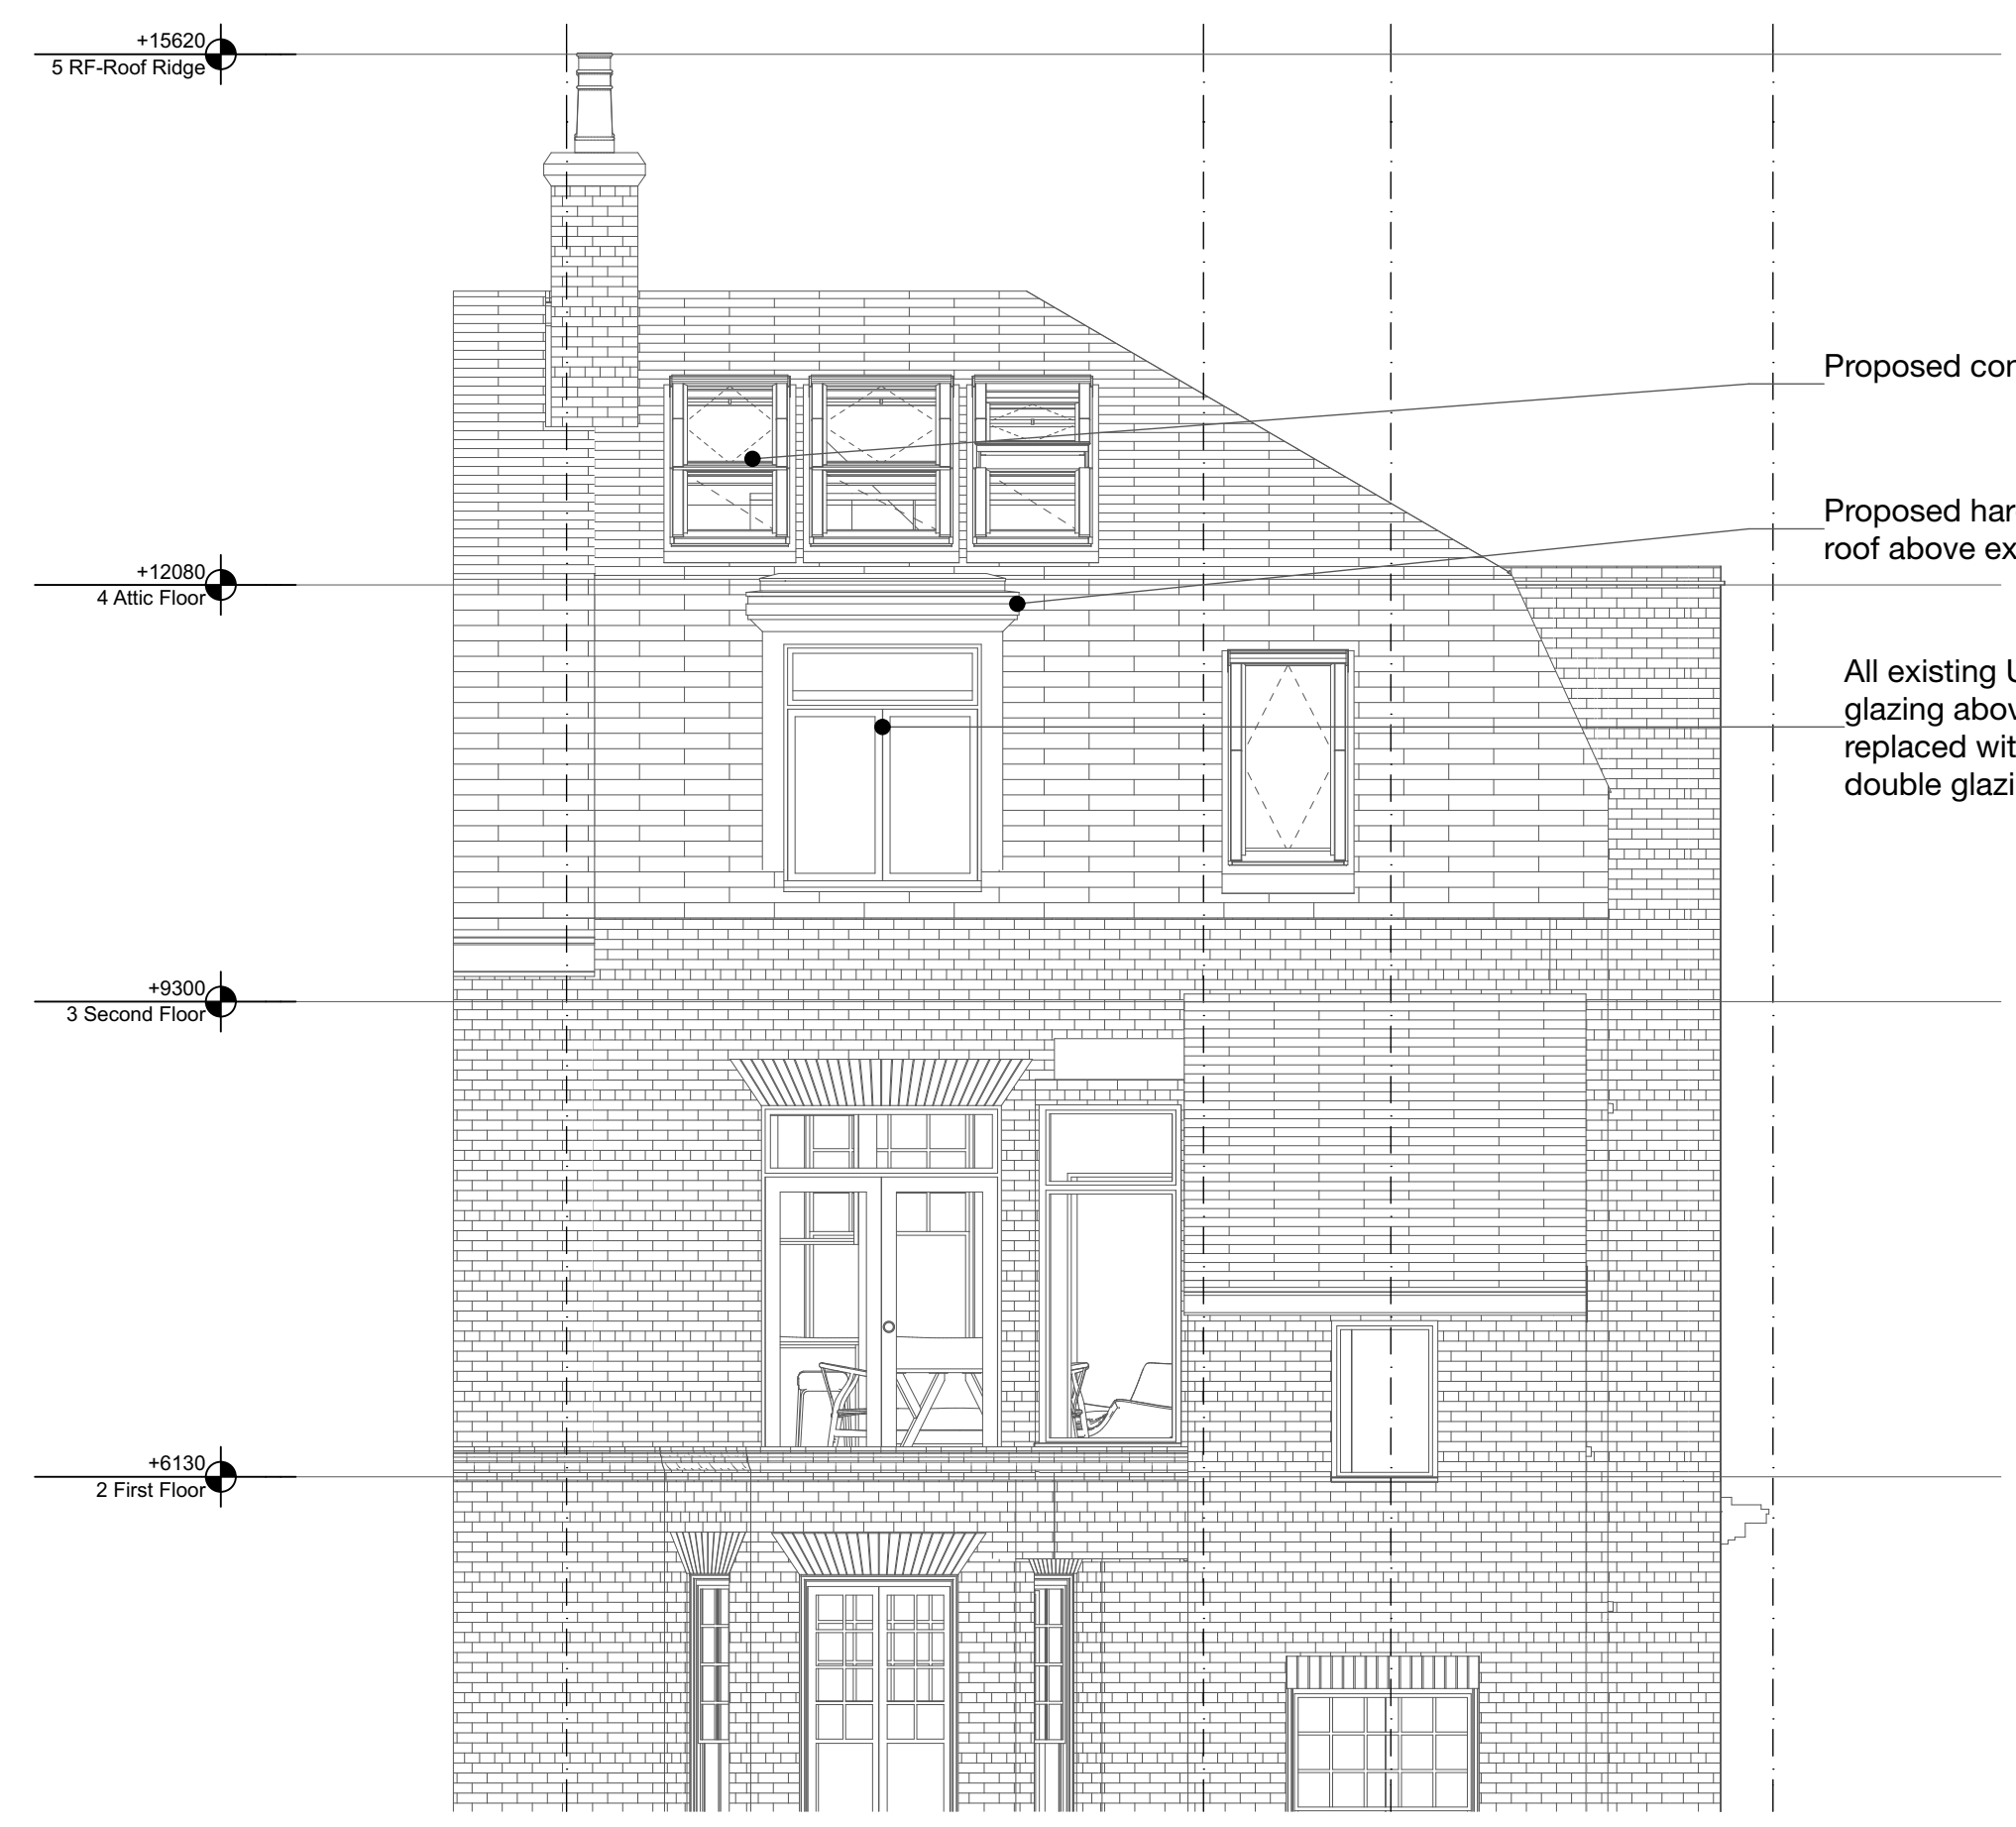 +15620
5 RF-Roof Ridge
Proposed con
Proposed har
roof above ex
+12080
4 Attic Floor
All existing U
glazing abov
replaced wit
double glazi
+9300
3 Second Floor
+6130
2 First Floor